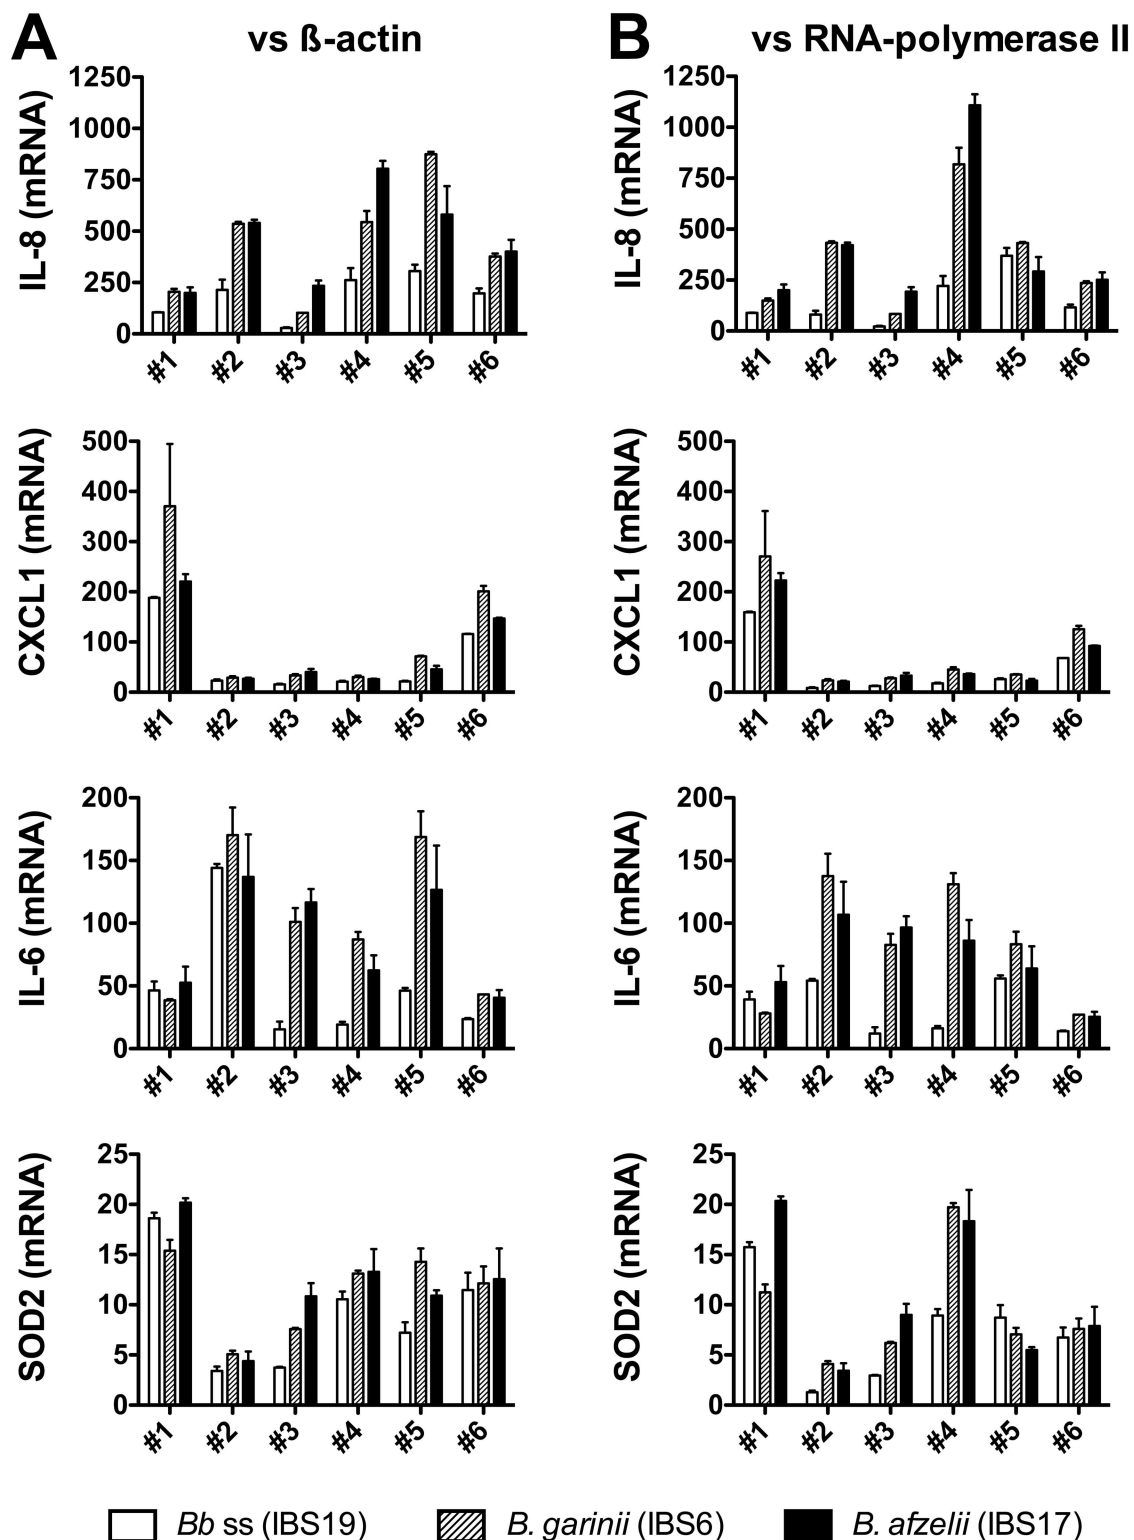 A vs ß-actin
B vs RNA-polymerase II
IL-8 (mRNA)
1250
1000
750
500
250
0
#1 #2 #3 #4 #5 #6
IL-8 (mRNA)
1250
1000
750
500
250
0
#1 #2 #3 #4 #5 #6
CXCL1 (mRNA)
500
400
300
200
100
0
#1 #2 #3 #4 #5 #6
CXCL1 (mRNA)
500
400
300
200
100
0
#1 #2 #3 #4 #5 #6
IL-6 (mRNA)
200
150
100
50
0
#1 #2 #3 #4 #5 #6
IL-6 (mRNA)
200
150
100
50
0
#1 #2 #3 #4 #5 #6
SOD2 (mRNA)
25
20
15
10
5
0
#1 #2 #3 #4 #5 #6
SOD2 (mRNA)
25
20
15
10
5
0
#1 #2 #3 #4 #5 #6
Bb ss (IBS19) B. garinii (IBS6) B. afzelii (IBS17)